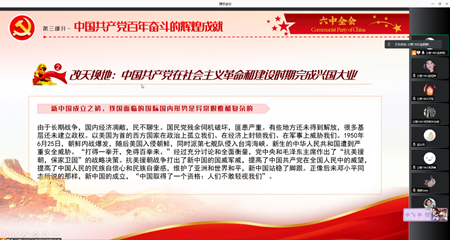 第三部分
中国共产党百年奋斗的辉煌成就
六中全会
Communist Party of China
改天换地:中国共产党在社会主义革命和建设时期完成兴国大业
新中国成立之初,我国面临的国际国内形势是异常艰难和复杂的
由于长期战争,国内经济凋敝,民不聊生。国民党残余伺机破坏,匪患严重,有些地方还未得到解放,很多基
层还未建立政权。以美国为首的西方国家在政治上孤立我们、在经济上封锁我们、在军事上威胁我们。1950年
6月25日,朝鲜内战爆发,随后美国入侵朝鲜,同时派第七舰队侵入台湾海峡。新生的中华人民共和国遭到严
重安全威胁。“打得一拳开,免得百拳来。”经过充分讨论和全面衡量,党中央和毛泽东主席作出了“抗美援
朝,保家卫国”的战略决策。抗美援朝战争打出了新中国的国威军威,提高了中国共产党在全国人民中的威望,
提高了中国人民的民族自信心和民族自豪感,维护了亚洲和世界和平,新中国站稳了脚跟。正像后来邓小平同
志所说的那样,新中国的成立,“中国取得了一个资格:人们不敢轻视我们”。